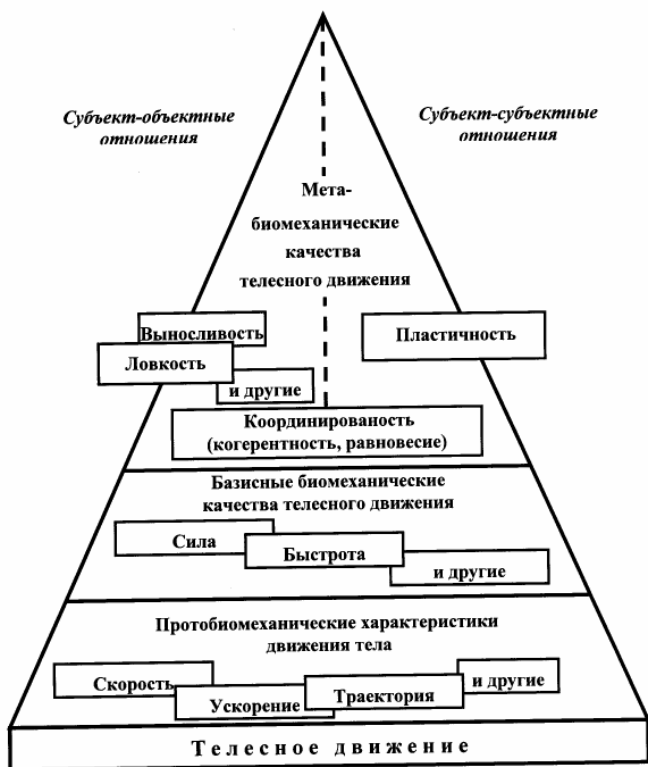 Субъект-объектные
отношения
Субъект-субъектные
отношения
Мета-
биомеханические
качества
телесного движения
Выносливость
Ловкость
и другие
Пластичность
Координированость
(когерентность, равновесие)
Базисные биомеханические
качества телесного движения
Сила
Быстрота
и другие
Протобиомеханические характеристики
движения тела
Скорость
Ускорение
Траектория
и другие
Телесное движение